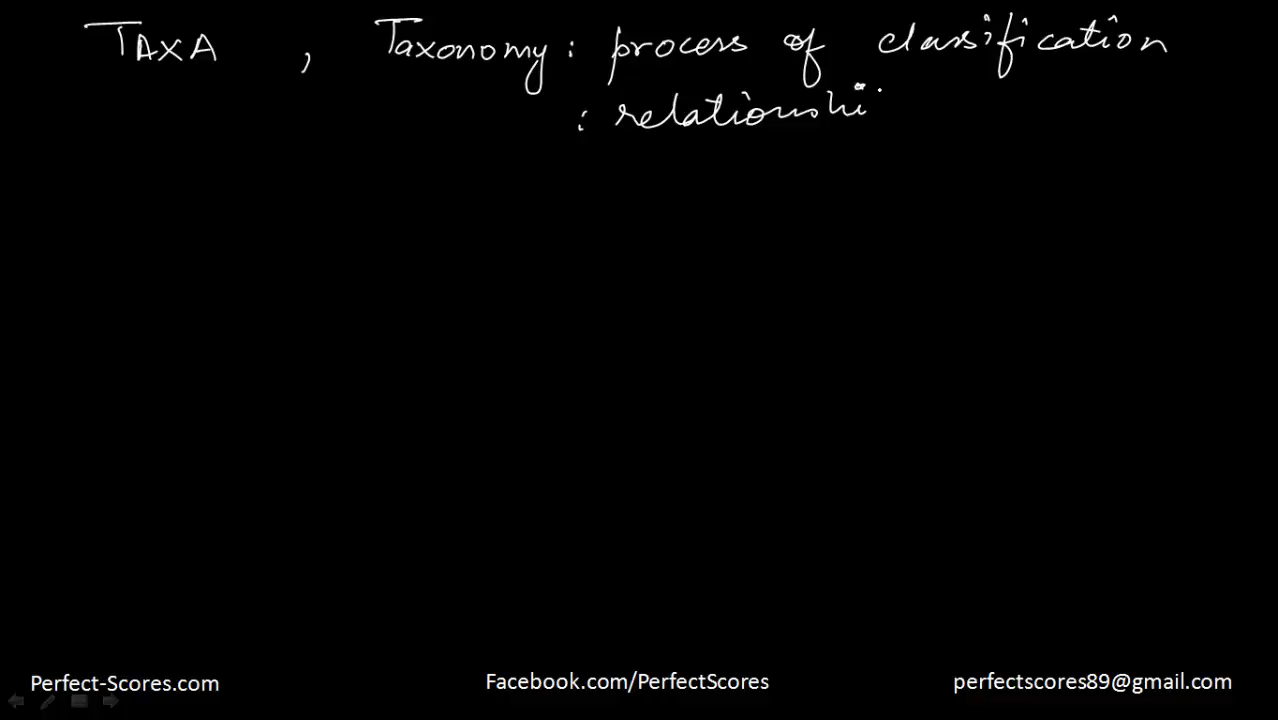 TAXA , Taxonomy : process of classification
: relationshi
Perfect-Scores.com Facebook.com/PerfectScores perfectscores89@gmail.com